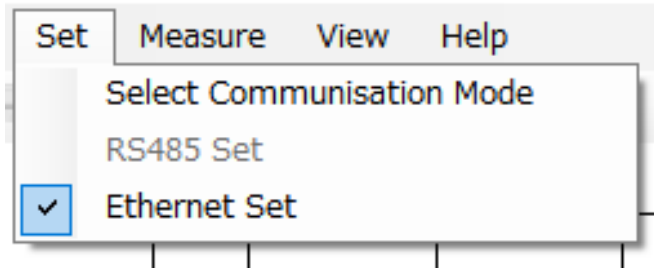 Set Measure View Help
Select Communisation Mode
RS485 Set
Ethernet Set